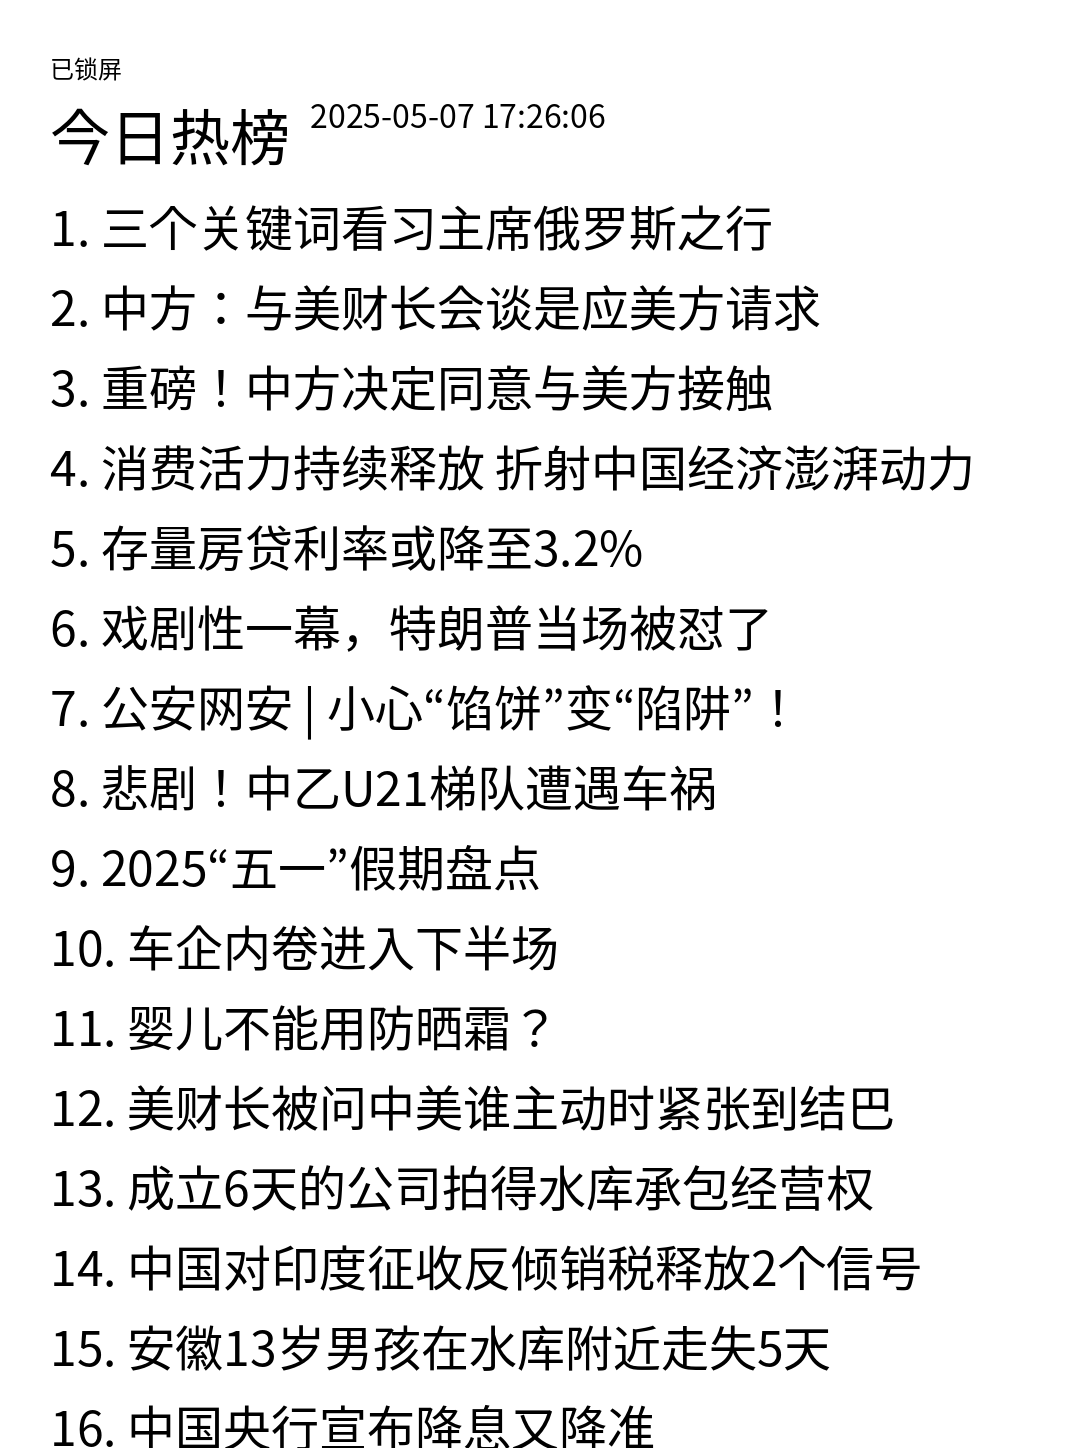 已锁屏
今日热榜 2025-05-07 17:26:06
1. 三个关键词看习主席俄罗斯之行
2. 中方：与美财长会谈是应美方请求
3. 重磅！中方决定同意与美方接触
4. 消费活力持续释放 折射中国经济澎湃动力
5. 存量房贷利率或降至3.2%
6. 戏剧性一幕，特朗普当场被怼了
7. 公安网安 | 小心“馅饼”变“陷阱”！
8. 悲剧！中乙U21梯队遭遇车祸
9. 2025“五一”假期盘点
10. 车企内卷进入下半场
11. 婴儿不能用防晒霜？
12. 美财长被问中美谁主动时紧张到结巴
13. 成立6天的公司拍得水库承包经营权
14. 中国对印度征收反倾销税释放2个信号
15. 安徽13岁男孩在水库附近走失5天
16. 中国央行宣布降息又降准